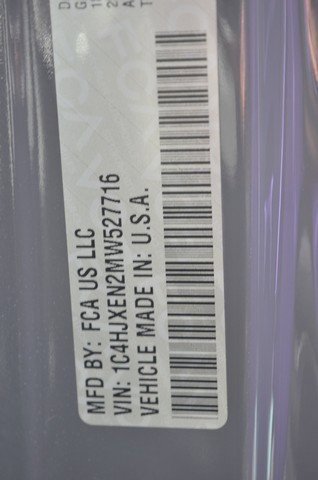 MFD BY: FCA US LLC
VIN: 1C4HJXEN2MW527716
VEHICLE MADE IN: U.S.A.